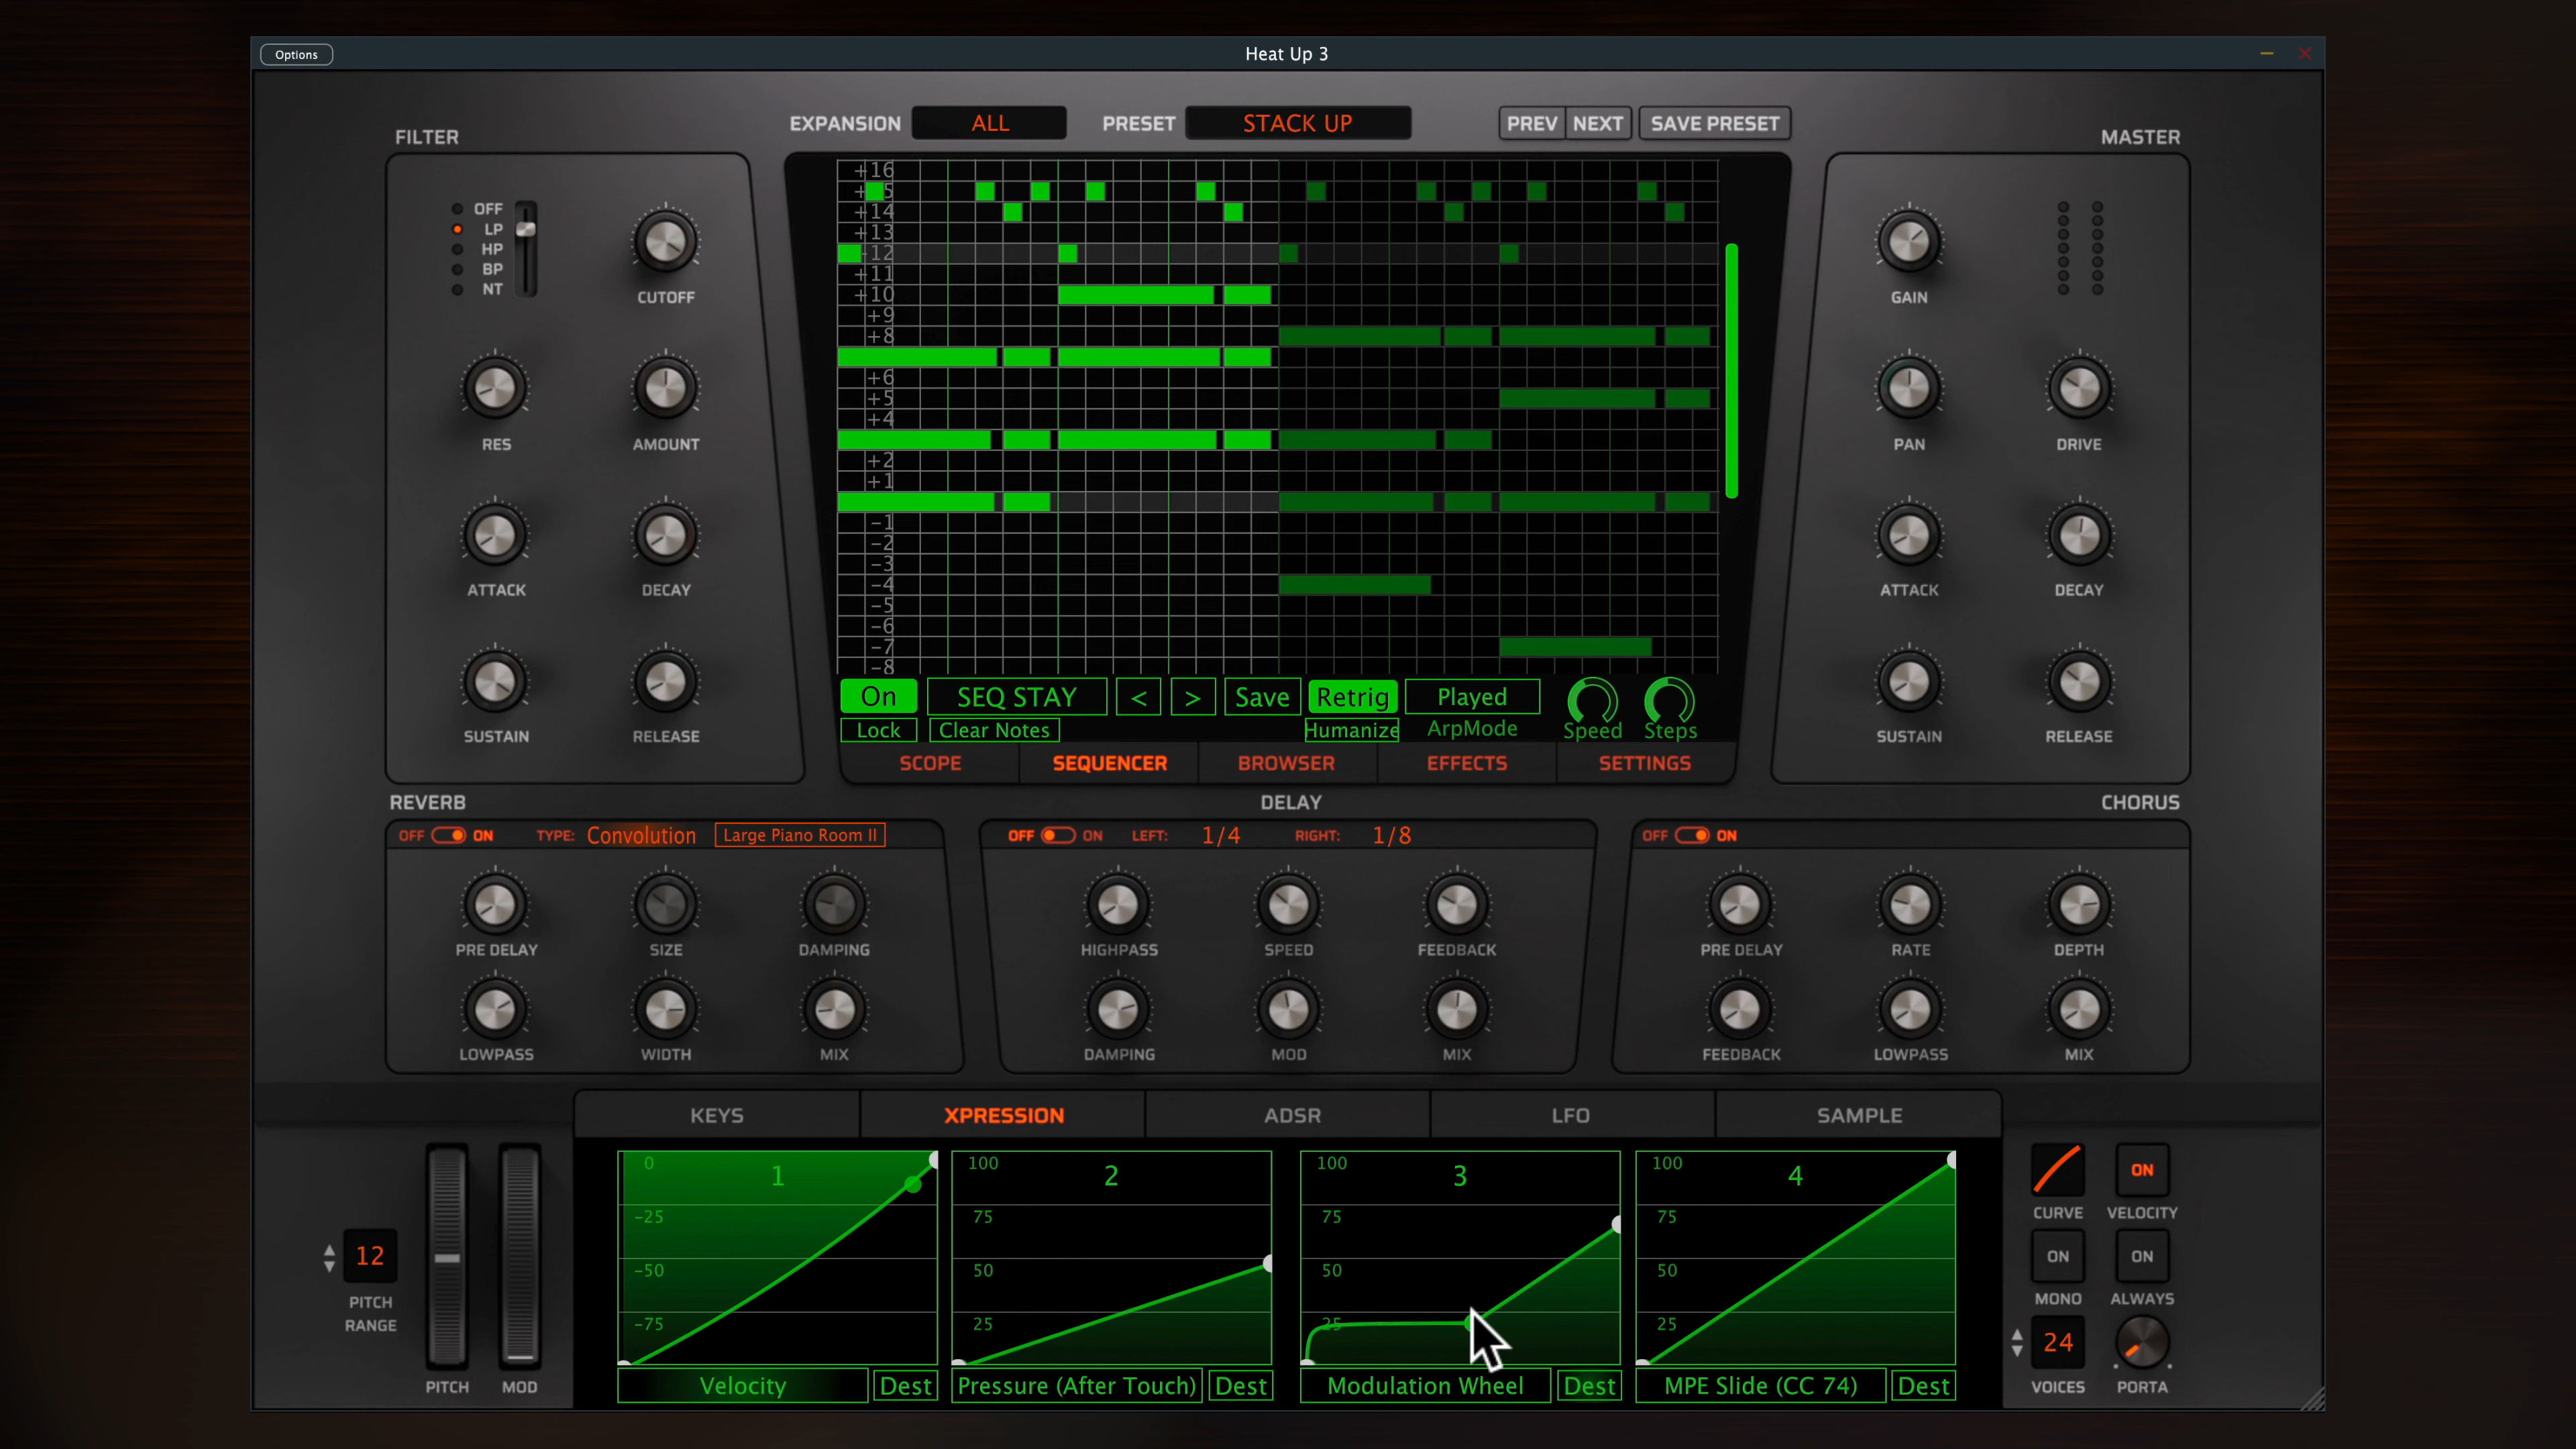 Options
Heat Up 3
EXPANSION ALL PRESET STACK UP PREV NEXT SAVE PRESET
FILTER
MASTER
OFF
LP
HP
BP
NT
CUTOFF
RES
AMOUNT
ATTACK
DECAY
SUSTAIN
RELEASE
+16
+14
+13
+11
+10
+9
+8
+6
+5
+4
+2
+1
-1
-2
-3
-4
-5
-6
-7
-8
On SEQ STAY < > Save Retrig Played
Lock Clear Notes Humanize ArpMode Speed Steps
SCOPE SEQUENCER BROWSER EFFECTS SETTINGS
GAIN
PAN
DRIVE
ATTACK
DECAY
SUSTAIN
RELEASE
REVERB
OFF ON TYPE: Convolution Large Piano Room II
PRE DELAY SIZE DAMPING
LOWPASS WIDTH MIX
DELAY
OFF ON LEFT: 1/4 RIGHT: 1/8
HIGHPASS SPEED FEEDBACK
DAMPING MOD MIX
CHORUS
OFF ON
PRE DELAY RATE DEPTH
FEEDBACK LOWPASS MIX
KEYS XPRESSION ADSR LFO SAMPLE
12
PITCH
RANGE
PITCH MOD
0
1
-25
-50
-75
Velocity Dest
100
2
75
50
25
Pressure (After Touch) Dest
100
3
75
50
25
Modulation Wheel Dest
100
4
75
50
25
MPE Slide (CC 74) Dest
ON
CURVE VELOCITY
ON ON
MONO ALWAYS
24
VOICES PORTA